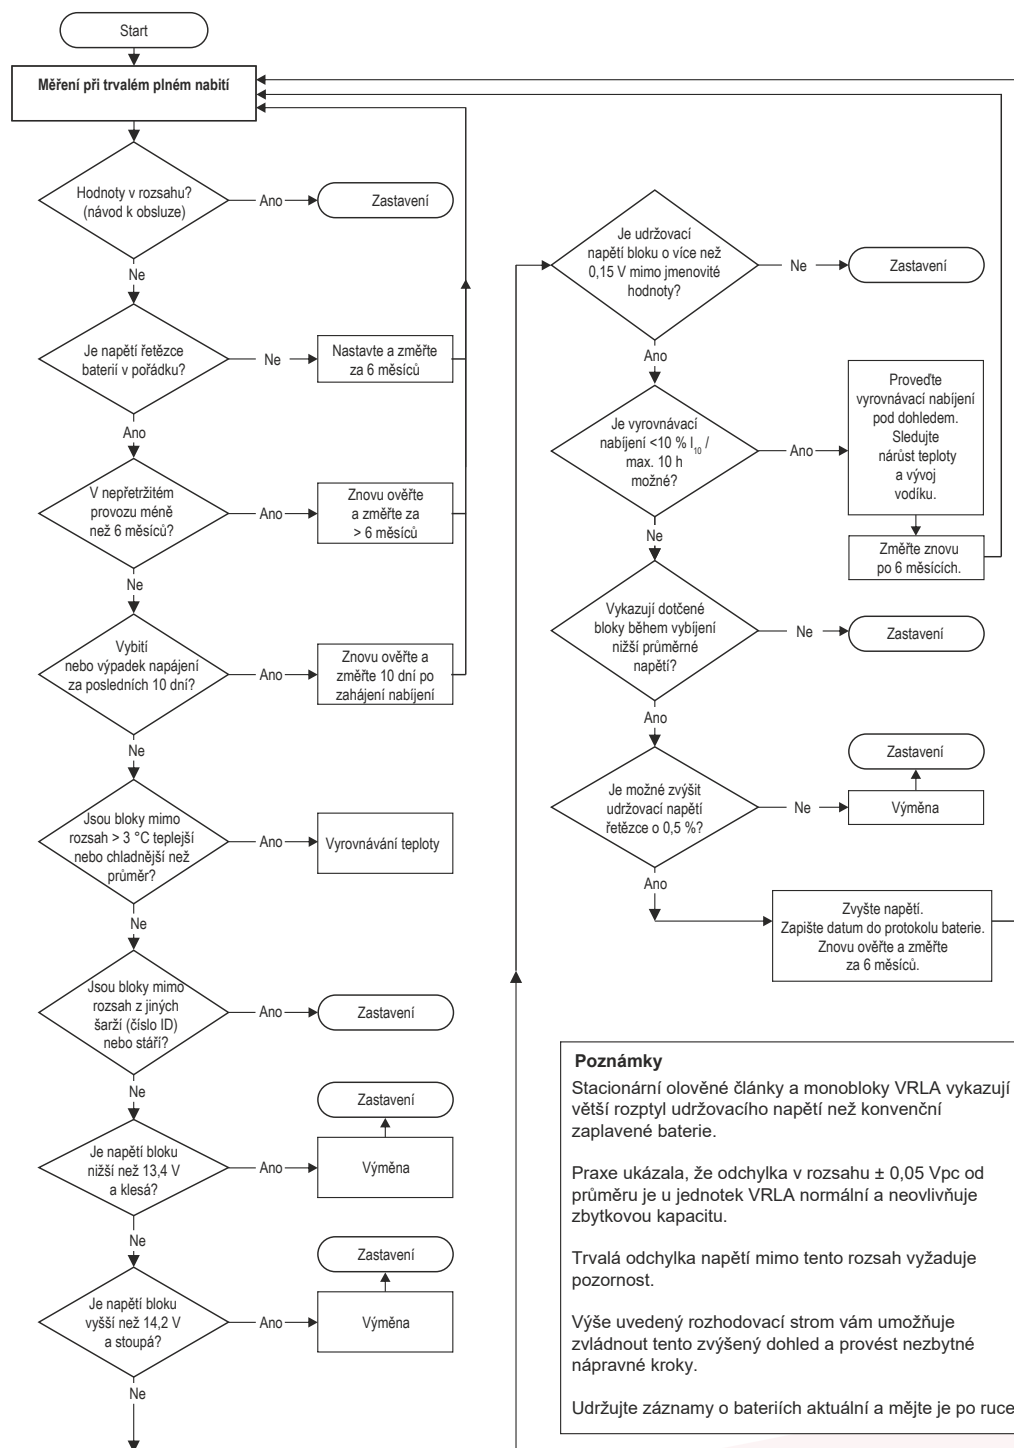 Start
Měření při trvalém plném nabití
Hodnoty v rozsahu?
(návod k obsluze)
Ano
Zastavení
Ne
Je napětí řetězce
baterií v pořádku?
Ne
Nastavte a změřte
za 6 měsíců
Ano
V nepřetržitém
provozu méně
než 6 měsíců?
Ano
Znovu ověřte
a změřte za
> 6 měsíců
Ne
Vybití
nebo výpadek napájení
za posledních 10 dní?
Ano
Znovu ověřte a
změřte 10 dní po
zahájení nabíjení
Ne
Jsou bloky mimo
rozsah > 3 °C teplejší
nebo chladnější než
průměr?
Ano
Vyrovnávání teploty
Ne
Jsou bloky mimo
rozsah z jiných
šarží (číslo ID)
nebo stáří?
Ano
Zastavení
Ne
Je napětí bloku
nižší než 13,4 V
a klesá?
Ano
Výměna
Zastavení
Ne
Je napětí bloku
vyšší než 14,2 V
a stoupá?
Ano
Výměna
Zastavení
Ne
Je udržovací
napětí bloku o více než
0,15 V mimo jmenovité
hodnoty?
Ne
Zastavení
Ano
Je vyrovnávací
nabíjení <10 % I10 /
max. 10 h
možné?
Ano
Proveďte
vyrovnávací nabíjení
pod dohledem.
Sledujte
nárůst teploty
a vývoj
vodíku.
Změřte znovu
po 6 měsících.
Ne
Vykazují dotčené
bloky během vybíjení
nižší průměrné
napětí?
Ne
Zastavení
Ano
Je možné zvýšit
udržovací napětí
řetězce o 0,5 %?
Ne
Výměna
Zastavení
Ano
Zvyšte napětí.
Zapište datum do protokolu baterie.
Znovu ověřte a změřte
za 6 měsíců.
Poznámky
Stacionární olověné články a monobloky VRLA vykazují
větší rozptyl udržovacího napětí než konvenční
zaplavené baterie.
Praxe ukázala, že odchylka v rozsahu ± 0,05 Vpc od
průměru je u jednotek VRLA normální a neovlivňuje
zbytkovou kapacitu.
Trvalá odchylka napětí mimo tento rozsah vyžaduje
pozornost.
Výše uvedený rozhodovací strom vám umožňuje
zvládnout tento zvýšený dohled a provést nezbytné
nápravné kroky.
Udržujte záznamy o bateriích aktuální a mějte je po ruce